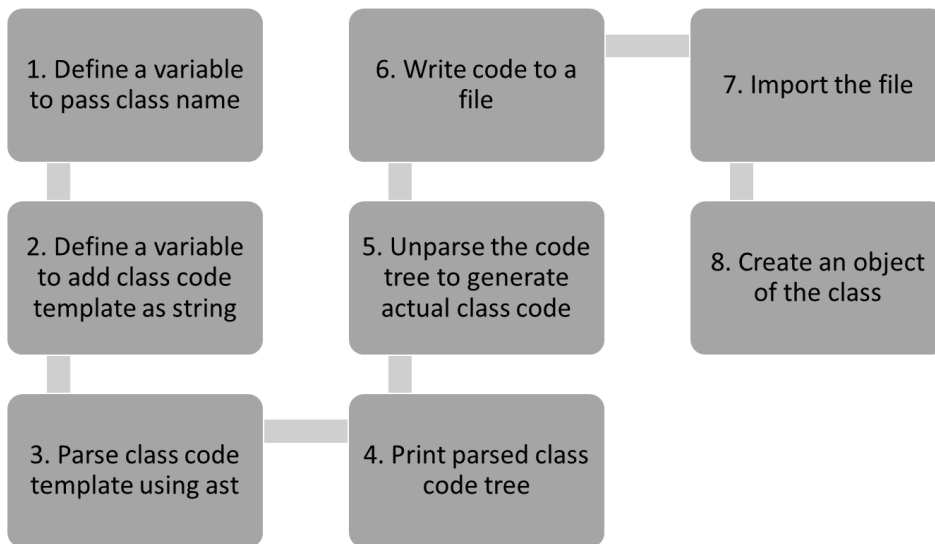 1. Define a variable
to pass class name
2. Define a variable
to add class code
template as string
3. Parse class code
template using ast
4. Print parsed class
code tree
5. Unparse the code
tree to generate
actual class code
6. Write code to a
file
7. Import the file
8. Create an object
of the class